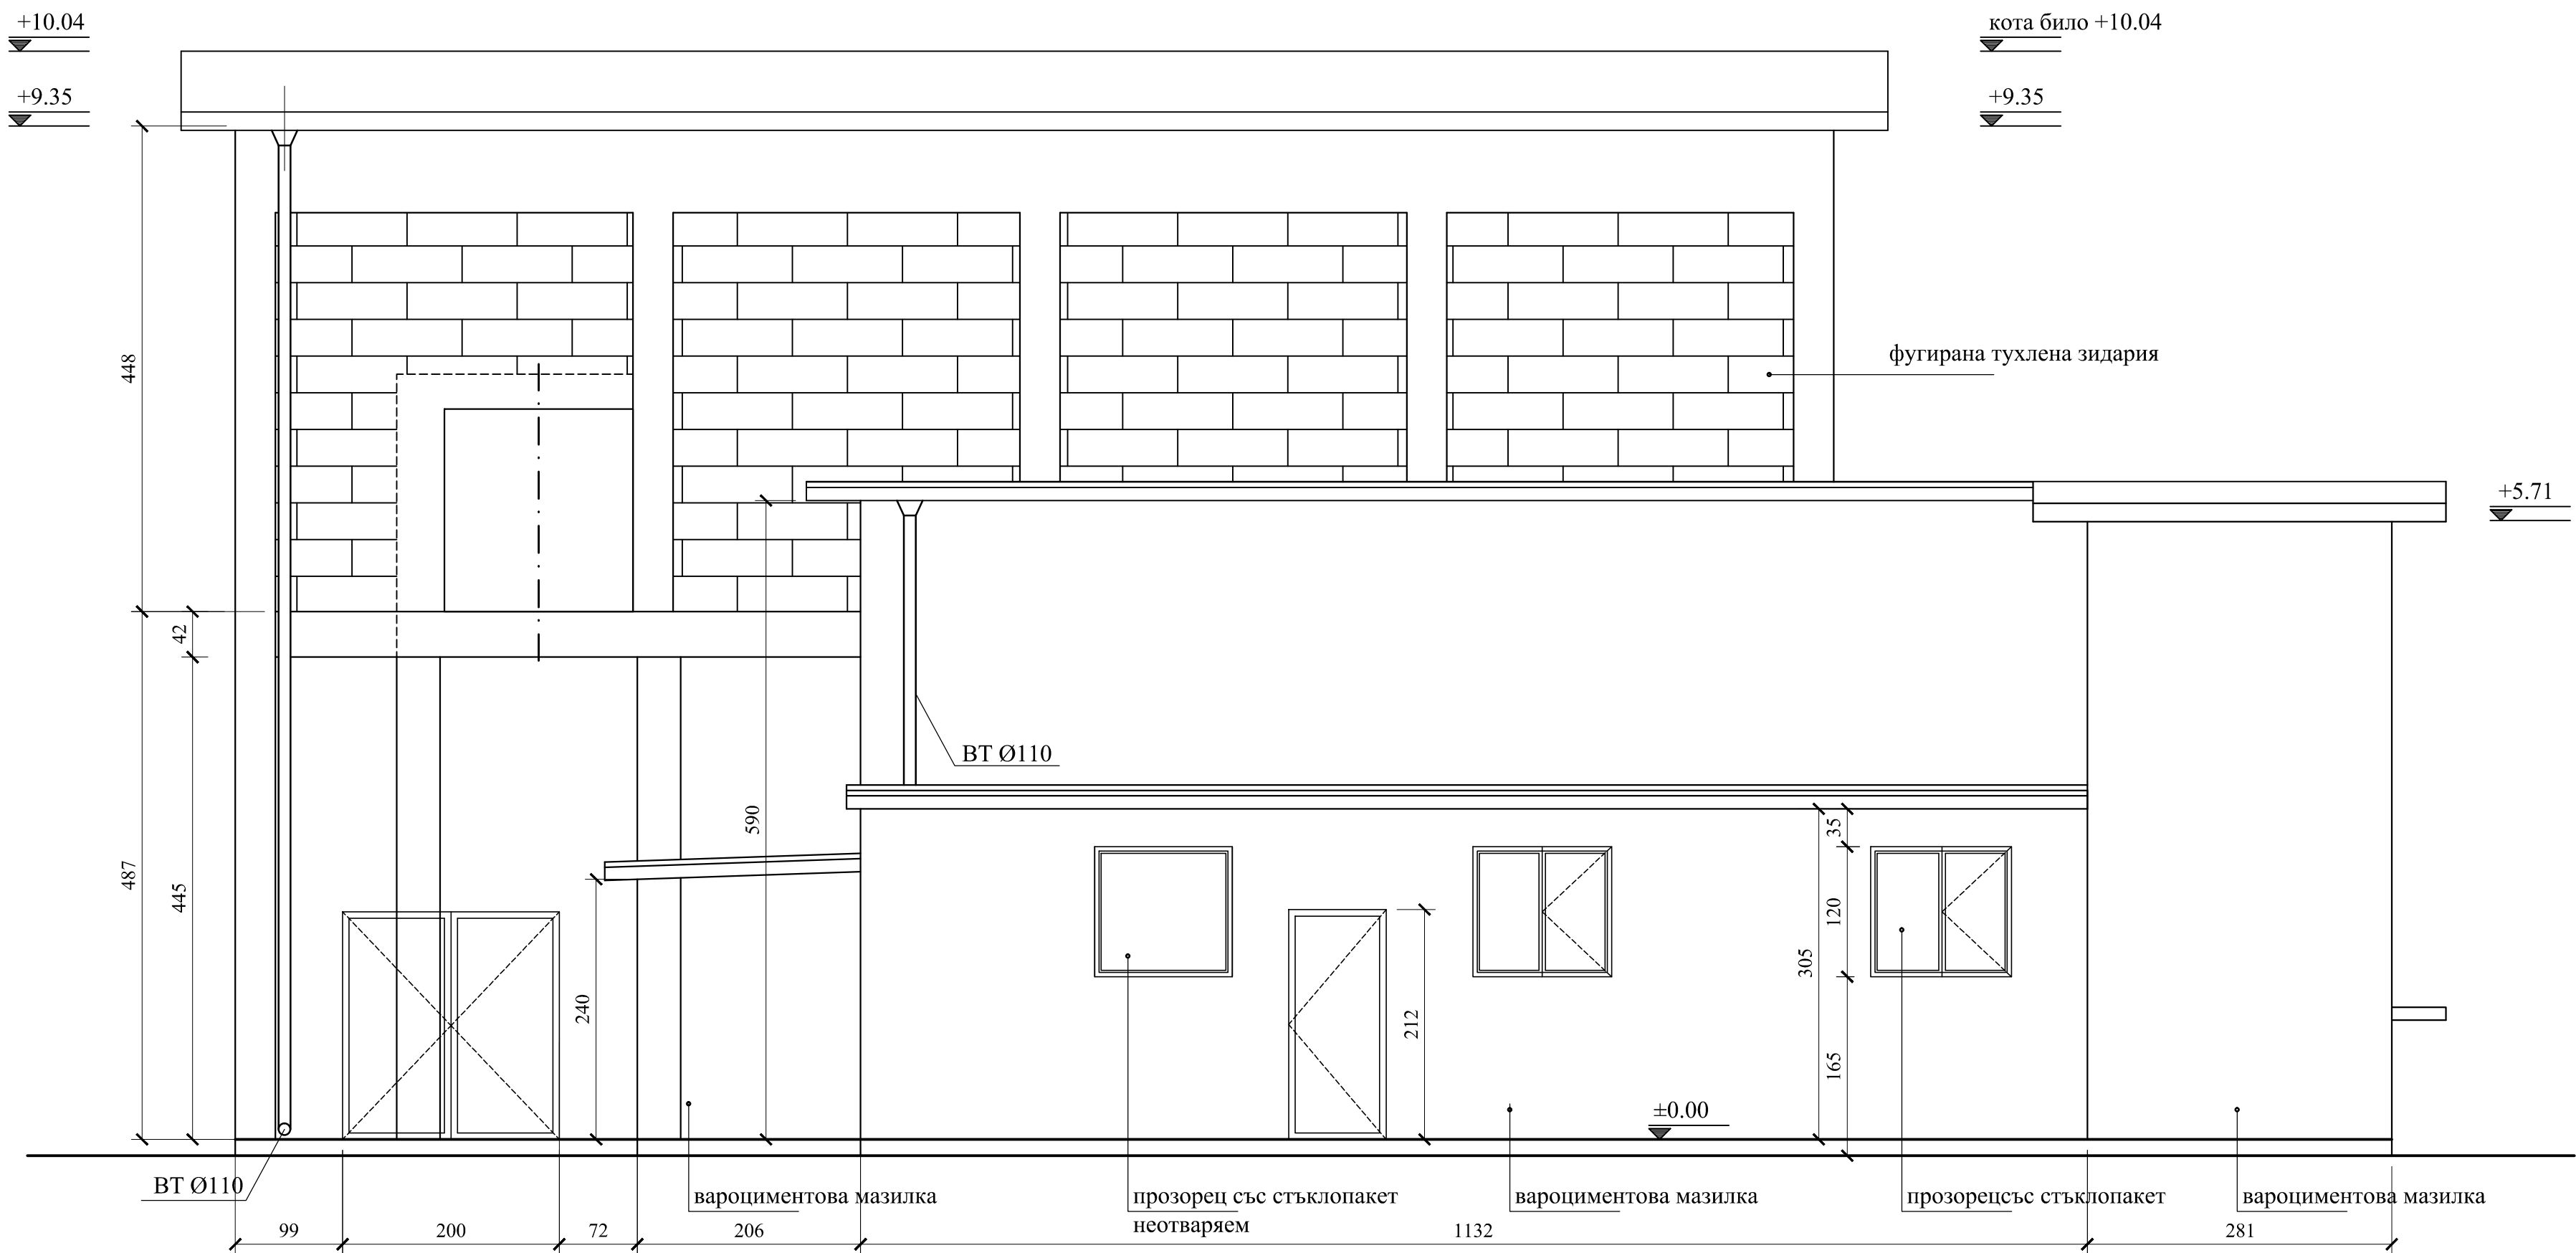 +10.04
кота било +10.04
+9.35
+9.35
фугирана тухлена зидария
448
+5.71
42
ВТ Ø110
590
35
487
445
120
305
240
212
165
±0.00
ВТ Ø110
вароциментова мазилка
прозорец със стъклопакет
неотваряем
вароциментова мазилка
прозорецсъс стъклопакет
вароциментова мазилка
99
200
72
206
1132
281